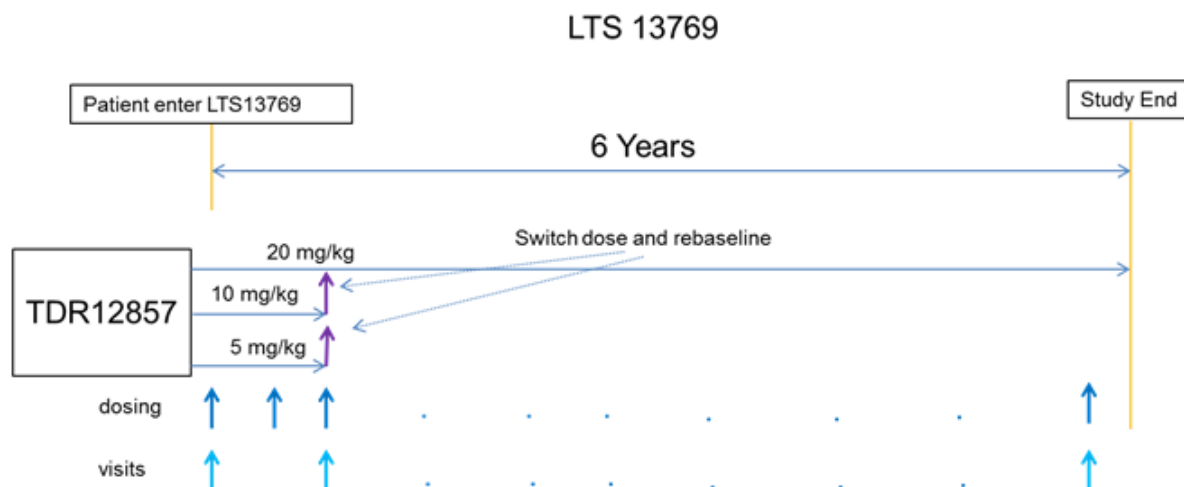 LTS 13769
Patient enter LTS13769
Study End
6 Years
Switch dose and rebaseline
20 mg/kg
TDR12857
10 mg/kg
5 mg/kg
dosing
visits